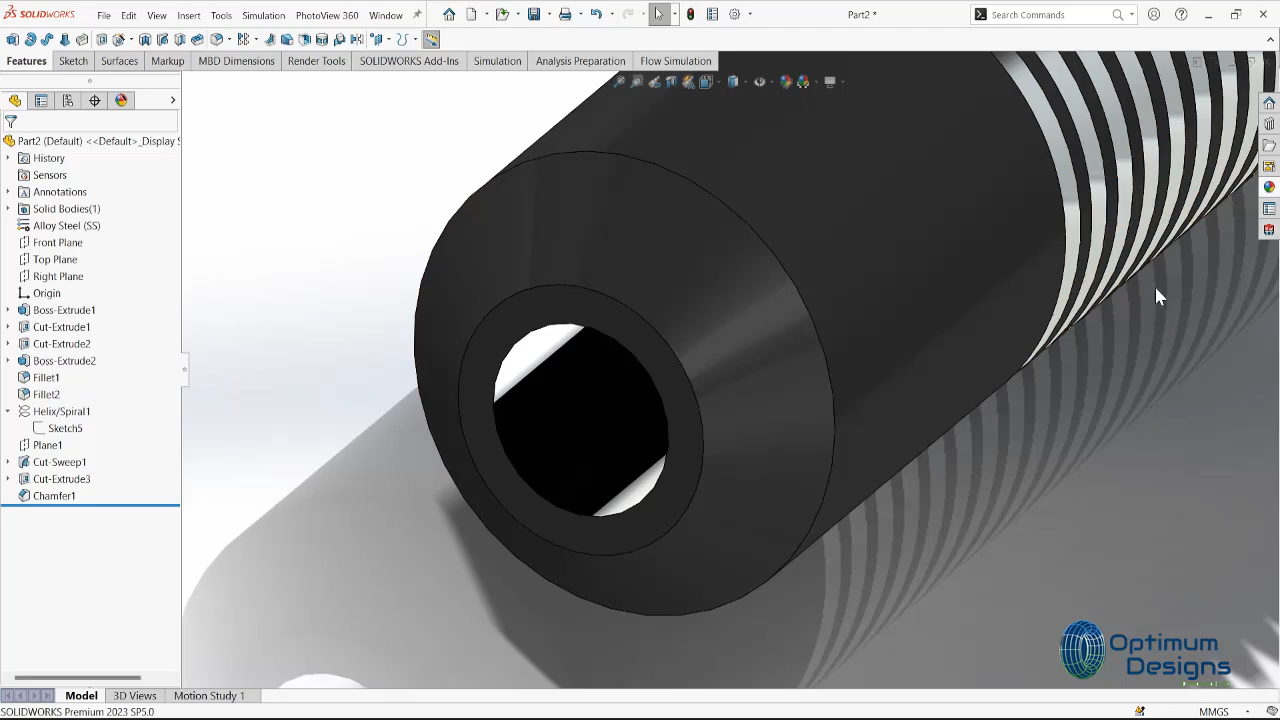 SOLIDWORKS
File Edit View Insert Tools Simulation PhotoView 360 Window
Part2 *
Search Commands
Features Sketch Surfaces Markup MBD Dimensions Render Tools SOLIDWORKS Add-Ins Simulation Analysis Preparation Flow Simulation
Part2 (Default) <<Default>_Display S
History
Sensors
Annotations
Solid Bodies(1)
Alloy Steel (SS)
Front Plane
Top Plane
Right Plane
Origin
Boss-Extrude1
Cut-Extrude1
Cut-Extrude2
Boss-Extrude2
Fillet1
Fillet2
Helix/Spiral1
Sketch5
Plane1
Cut-Sweep1
Cut-Extrude3
Chamfer1
Optimum
Designs
Model 3D Views Motion Study 1
SOLIDWORKS Premium 2023 SP5.0
MMGS